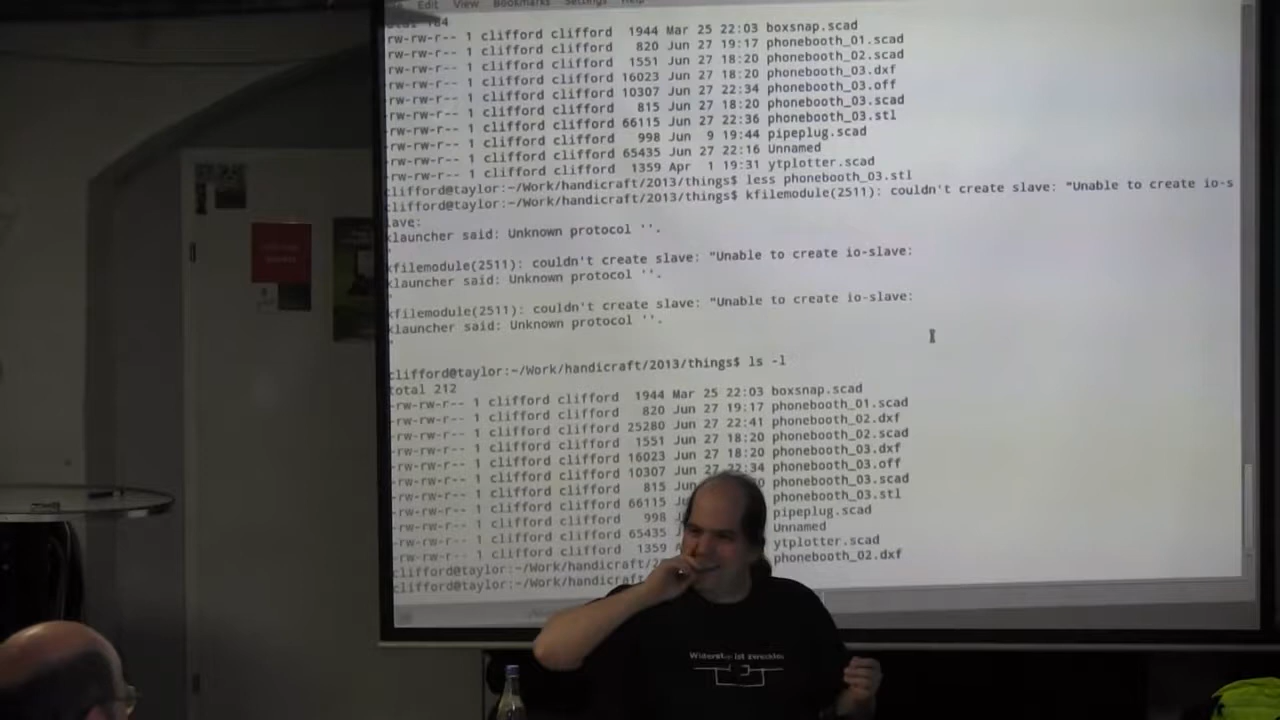 Edit View Bookmarks Settings Help
rw-rw-r-- 1 clifford clifford 1944 Mar 25 22:03 boxsnap.scad
rw-rw-r-- 1 clifford clifford 820 Jun 27 19:17 phonebooth_01.scad
rw-rw-r-- 1 clifford clifford 1551 Jun 27 18:20 phonebooth_02.scad
rw-rw-r-- 1 clifford clifford 16023 Jun 27 18:20 phonebooth_03.dxf
rw-rw-r-- 1 clifford clifford 10307 Jun 27 22:34 phonebooth_03.off
rw-rw-r-- 1 clifford clifford 815 Jun 27 18:20 phonebooth_03.scad
rw-rw-r-- 1 clifford clifford 66115 Jun 27 22:36 phonebooth_03.stl
rw-rw-r-- 1 clifford clifford 998 Jun 9 19:44 pipeplug.scad
rw-rw-r-- 1 clifford clifford 65435 Jun 27 22:16 Unnamed
rw-rw-r-- 1 clifford clifford 1359 Apr 1 19:31 ytplotter.scad
clifford@taylor:~/Work/handicraft/2013/things$ less phonebooth_03.stl
clifford@taylor:~/Work/handicraft/2013/things$ kfilemodule(2511): couldn't create slave: "Unable to create io-s
lave:
klauncher said: Unknown protocol ''.
"
kfilemodule(2511): couldn't create slave: "Unable to create io-slave:
klauncher said: Unknown protocol ''.
"
kfilemodule(2511): couldn't create slave: "Unable to create io-slave:
klauncher said: Unknown protocol ''.
"
clifford@taylor:~/Work/handicraft/2013/things$ ls -l
total 212
-rw-rw-r-- 1 clifford clifford 1944 Mar 25 22:03 boxsnap.scad
-rw-rw-r-- 1 clifford clifford 820 Jun 27 19:17 phonebooth_01.scad
-rw-rw-r-- 1 clifford clifford 25280 Jun 27 22:41 phonebooth_02.dxf
-rw-rw-r-- 1 clifford clifford 1551 Jun 27 18:20 phonebooth_02.scad
-rw-rw-r-- 1 clifford clifford 16023 Jun 27 18:20 phonebooth_03.dxf
-rw-rw-r-- 1 clifford clifford 10307 Jun 27 22:34 phonebooth_03.off
-rw-rw-r-- 1 clifford clifford 815 Jun phonebooth_03.scad
-rw-rw-r-- 1 clifford clifford 66115 phonebooth_03.stl
-rw-rw-r-- 1 clifford clifford 998 pipeplug.scad
-rw-rw-r-- 1 clifford clifford 65435 Unnamed
-rw-rw-r-- 1 clifford clifford 1359 ytplotter.scad
clifford@taylor:~/Work/handicraft/2 phonebooth_02.dxf
clifford@taylor:~/Work/handicraft
ist